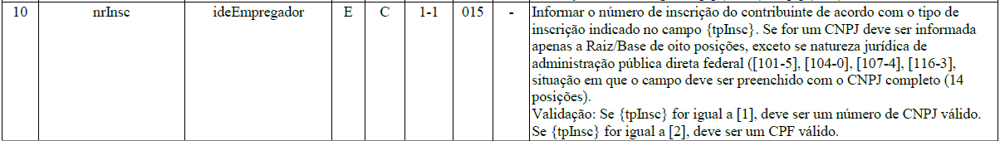 10 nrInsc ideEmpregador E C 1-1 015 - Informar o número de inscrição do contribuinte de acordo com o tipo de
inscrição indicado no campo {tpInsc}. Se for um CNPJ deve ser informada
apenas a Raiz/Base de oito posições, exceto se natureza jurídica de
administração pública direta federal ([101-5], [104-0], [107-4], [116-3],
situação em que o campo deve ser preenchido com o CNPJ completo (14
posições).
Validação: Se {tpInsc} for igual a [1], deve ser um número de CNPJ válido.
Se {tpInsc} for igual a [2], deve ser um CPF válido.